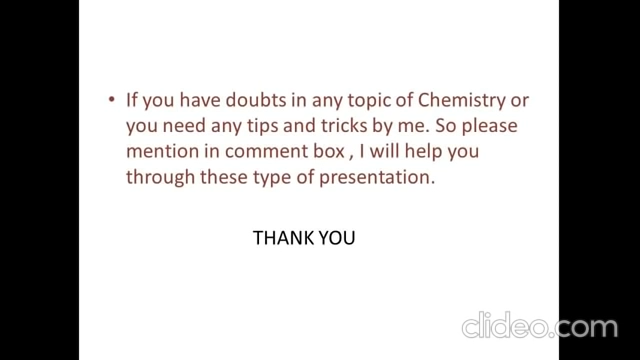 • If you have doubts in any topic of Chemistry or
you need any tips and tricks by me. So please
mention in comment box , I will help you
through these type of presentation.
THANK YOU
clideo.com